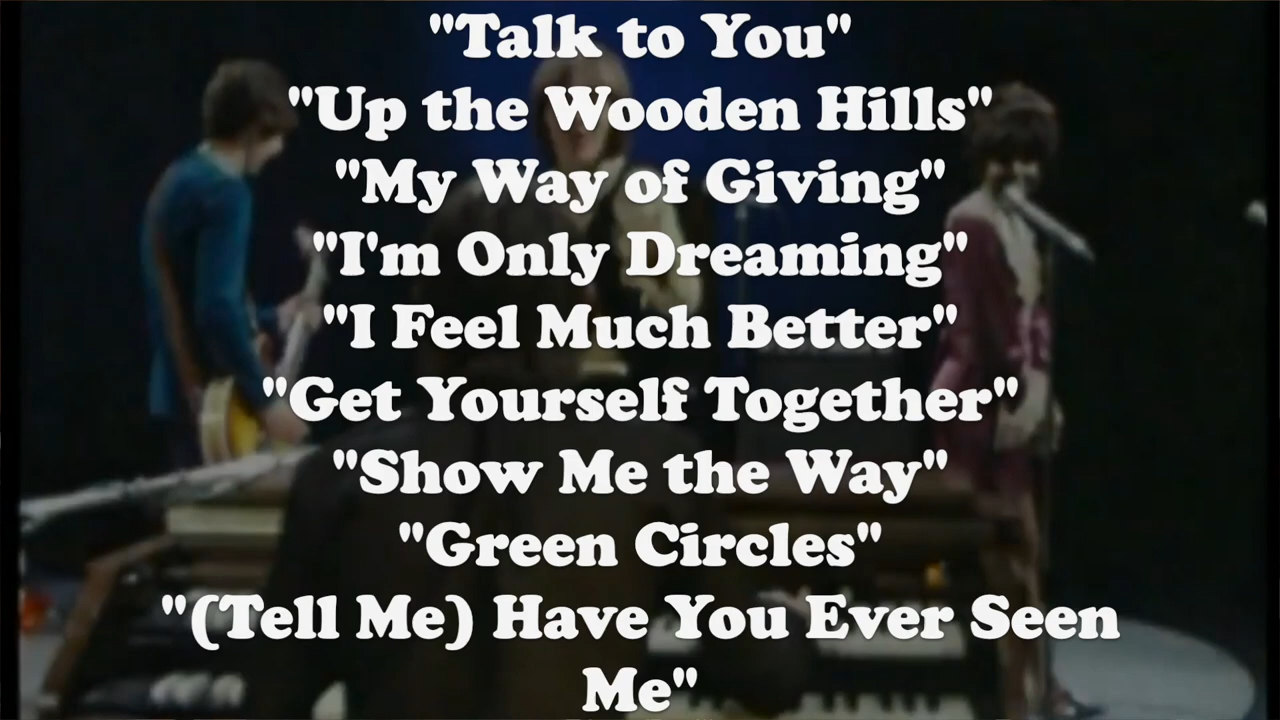 "Talk to You"
"Up the Wooden Hills"
"My Way of Giving"
"I'm Only Dreaming"
"I Feel Much Better"
"Get Yourself Together"
"Show Me the Way"
"Green Circles"
"(Tell Me) Have You Ever Seen
Me"